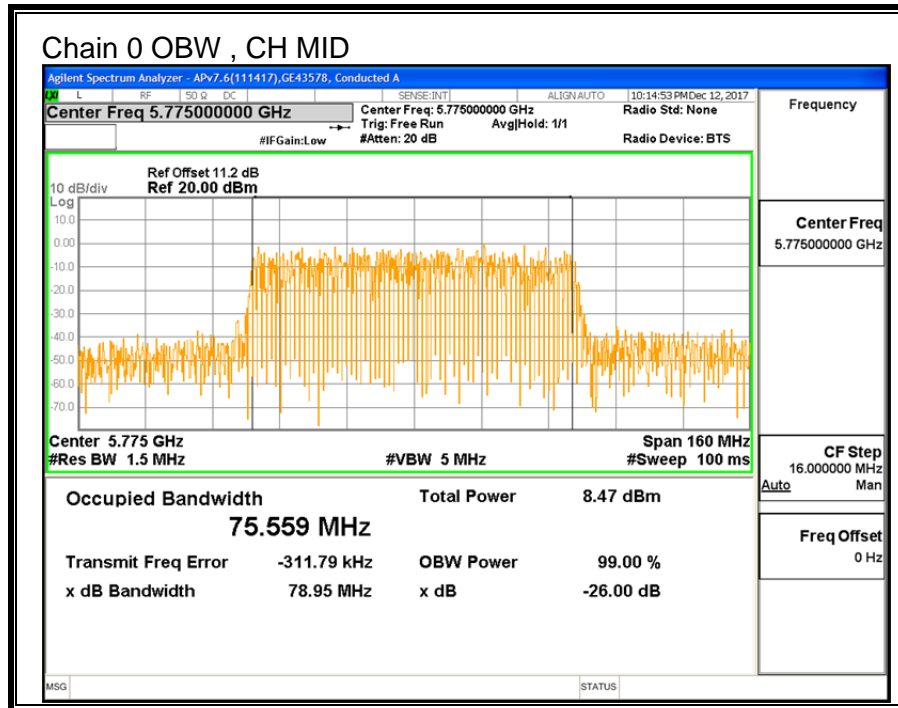 Chain 0 OBW , CH MID
Agilent Spectrum Analyzer - APv7.6(111417),GE43578, Conducted A
LXI L RF 50 Ω DC SENSE:INT ALIGN AUTO 10:14:53 PM Dec 12, 2017
Center Freq 5.775000000 GHz
Center Freq: 5.775000000 GHz Radio Std: None
Trig: Free Run Avg|Hold: 1/1
#IFGain:Low #Atten: 20 dB Radio Device: BTS
Ref Offset 11.2 dB
10 dB/div Ref 20.00 dBm
Log
10.0
0.00
-10.0
-20.0
-30.0
-40.0
-50.0
-60.0
-70.0
Center 5.775 GHz Span 160 MHz
#Res BW 1.5 MHz #VBW 5 MHz #Sweep 100 ms
Occupied Bandwidth Total Power 8.47 dBm
75.559 MHz
Transmit Freq Error -311.79 kHz OBW Power 99.00 %
x dB Bandwidth 78.95 MHz x dB -26.00 dB
MSG STATUS
Frequency
Center Freq
5.775000000 GHz
CF Step
16.000000 MHz
Auto Man
Freq Offset
0 Hz